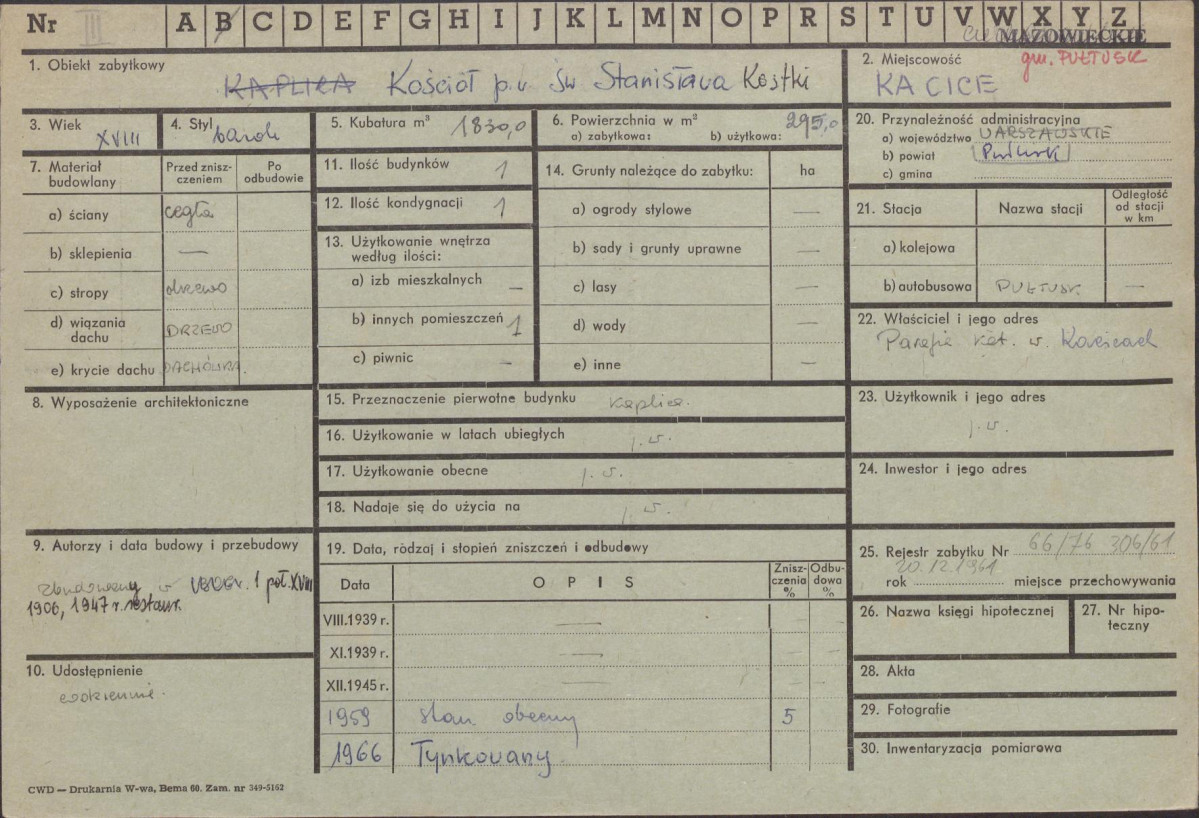 Nr III A B C D E F G H I J K L M N O P R S T U V W X Y Z
MAZOWIECKIE
1. Obiekt zabytkowy
KAPLICA Kościół p.w. Św Stanisława Kostki
2. Miejscowość
gm. PUŁTUSK
KACICE
3. Wiek
XVIII
4. Styl
barok
5. Kubatura m³ 1830,0
6. Powierzchnia w m²
a) zabytkowa: b) użytkowa: 295,0
20. Przynależność administracyjna
a) województwo WARSZAWSKIE
b) powiat Pułtusk
c) gmina
7. Materiał budowlany
Przed znisz-
czeniem
Po
odbudowie
a) ściany cegła
b) sklepienia —
c) stropy drzewo
d) wiązania
dachu DRZEWO
e) krycie dachu DACHÓWKA.
11. Ilość budynków 1
12. Ilość kondygnacji 1
13. Użytkowanie wnętrza
według ilości:
a) izb mieszkalnych —
b) innych pomieszczeń 1
c) piwnic —
14. Grunty należące do zabytku: ha
a) ogrody stylowe —
b) sady i grunty uprawne —
c) lasy —
d) wody —
e) inne —
21. Stacja
Nazwa stacji
Odległość
od stacji
w km
a) kolejowa
b) autobusowa PUŁTUSK —
22. Właściciel i jego adres
Parafia Kat. w. Kacicach
8. Wyposażenie architektoniczne
15. Przeznaczenie pierwotne budynku kaplica.
16. Użytkowanie w latach ubiegłych j.w.
17. Użytkowanie obecne j.w.
18. Nadaje się do użycia na j.w.
23. Użytkownik i jego adres
j.w.
24. Inwestor i jego adres
9. Autorzy i data budowy i przebudowy
zbudowany w 1 poł. XVIII
1906, 1947 r. restaur.
10. Udostępnienie
codziennie.
19. Data, rodzaj i stopień zniszczeń i odbudowy
Data
OPIS
Znisz-
czenia
%
Odbu-
dowa
%
VIII.1939 r. — — —
XI.1939 r. — — —
XII.1945 r. — — —
1959 stan obecny 5
1966 Tynkowany.
25. Rejestr zabytku Nr 66/76 306/61
20.12.1961
rok miejsce przechowywania
26. Nazwa księgi hipotecznej
27. Nr hipo-
teczny
28. Akta
29. Fotografie
30. Inwentaryzacja pomiarowa
CWD — Drukarnia W-wa, Bema 60. Zam. nr 349-5162